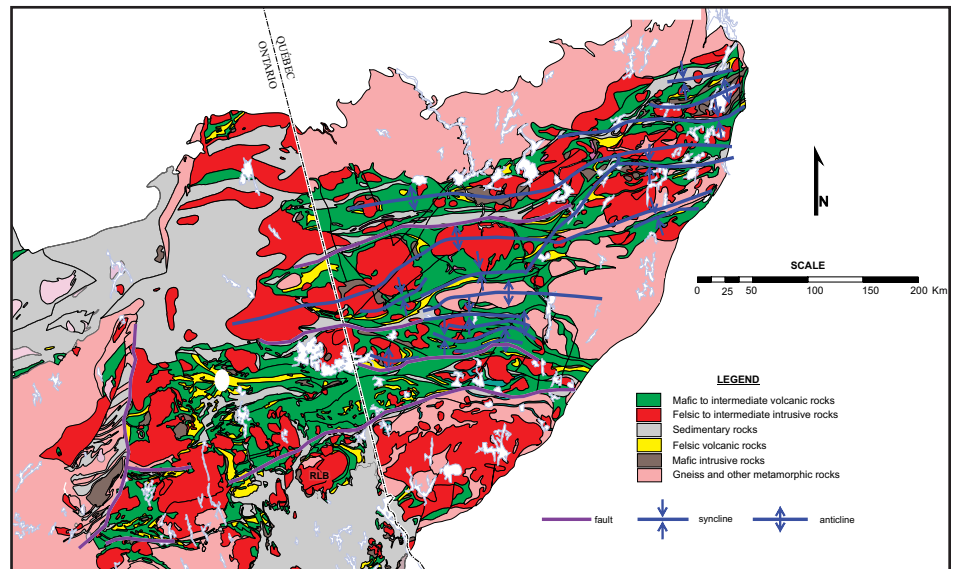 QUÉBEC
ONTARIO
N
SCALE
0 13 25 50 100 150 200 Km
LEGEND
Mafic to intermediate volcanic rocks
Felsic to intermediate intrusive rocks
Sedimentary rocks
Felsic volcanic rocks
Mafic intrusive rocks
Gneiss and other metamorphic rocks
RLB
fault syncline anticline